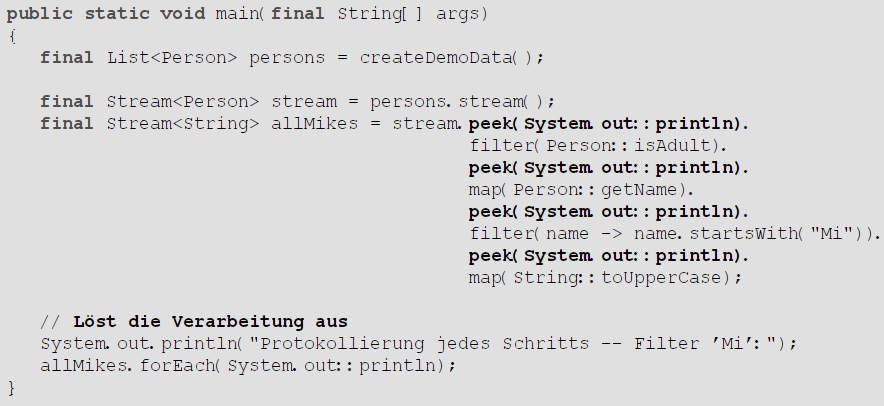 public static void main(final String[] args)
{
final List<Person> persons = createDemoData();
final Stream<Person> stream = persons.stream();
final Stream<String> allMikes = stream.peek(System.out::println).
filter(Person::isAdult).
peek(System.out::println).
map(Person::getName).
peek(System.out::println).
filter(name -> name.startsWith("Mi")).
peek(System.out::println).
map(String::toUpperCase);
// Löst die Verarbeitung aus
System.out.println("Protokollierung jedes Schritts -- Filter 'Mi':");
allMikes.forEach(System.out::println);
}